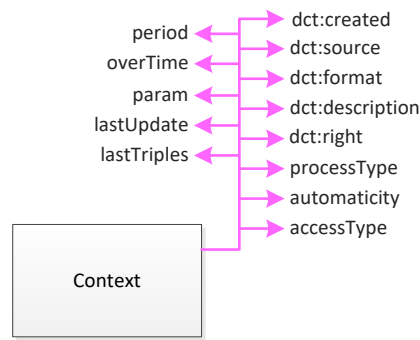 period
overTime
param
lastUpdate
lastTriples
dct:created
dct:source
dct:format
dct:description
dct:right
processType
automaticity
accessType
Context